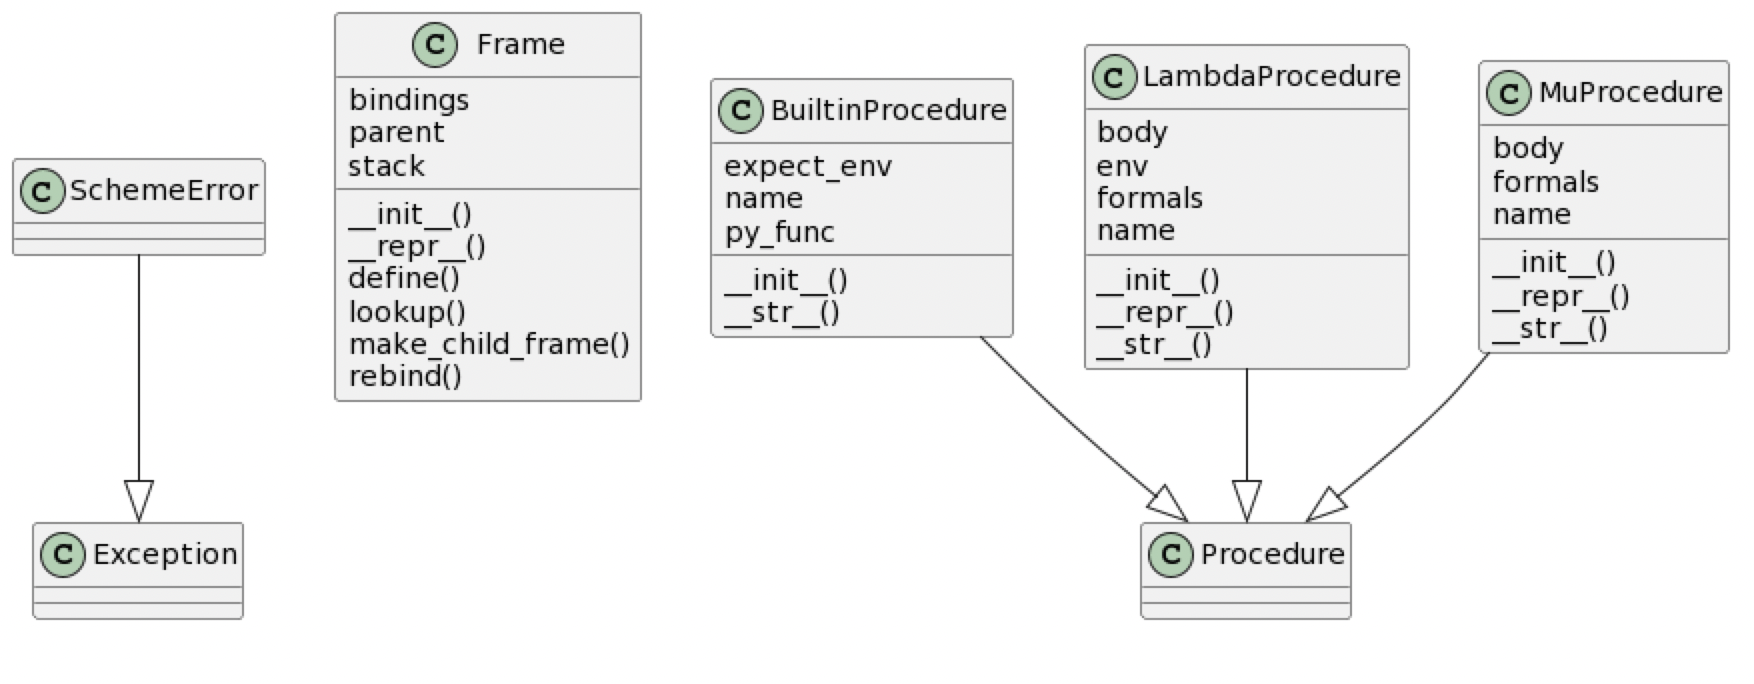 C SchemeError
C Frame
bindings
parent
stack
__init__()
__repr__()
define()
lookup()
make_child_frame()
rebind()
C BuiltinProcedure
expect_env
name
py_func
__init__()
__str__()
C LambdaProcedure
body
env
formals
name
__init__()
__repr__()
__str__()
C MuProcedure
body
formals
name
__init__()
__repr__()
__str__()
C Exception
C Procedure